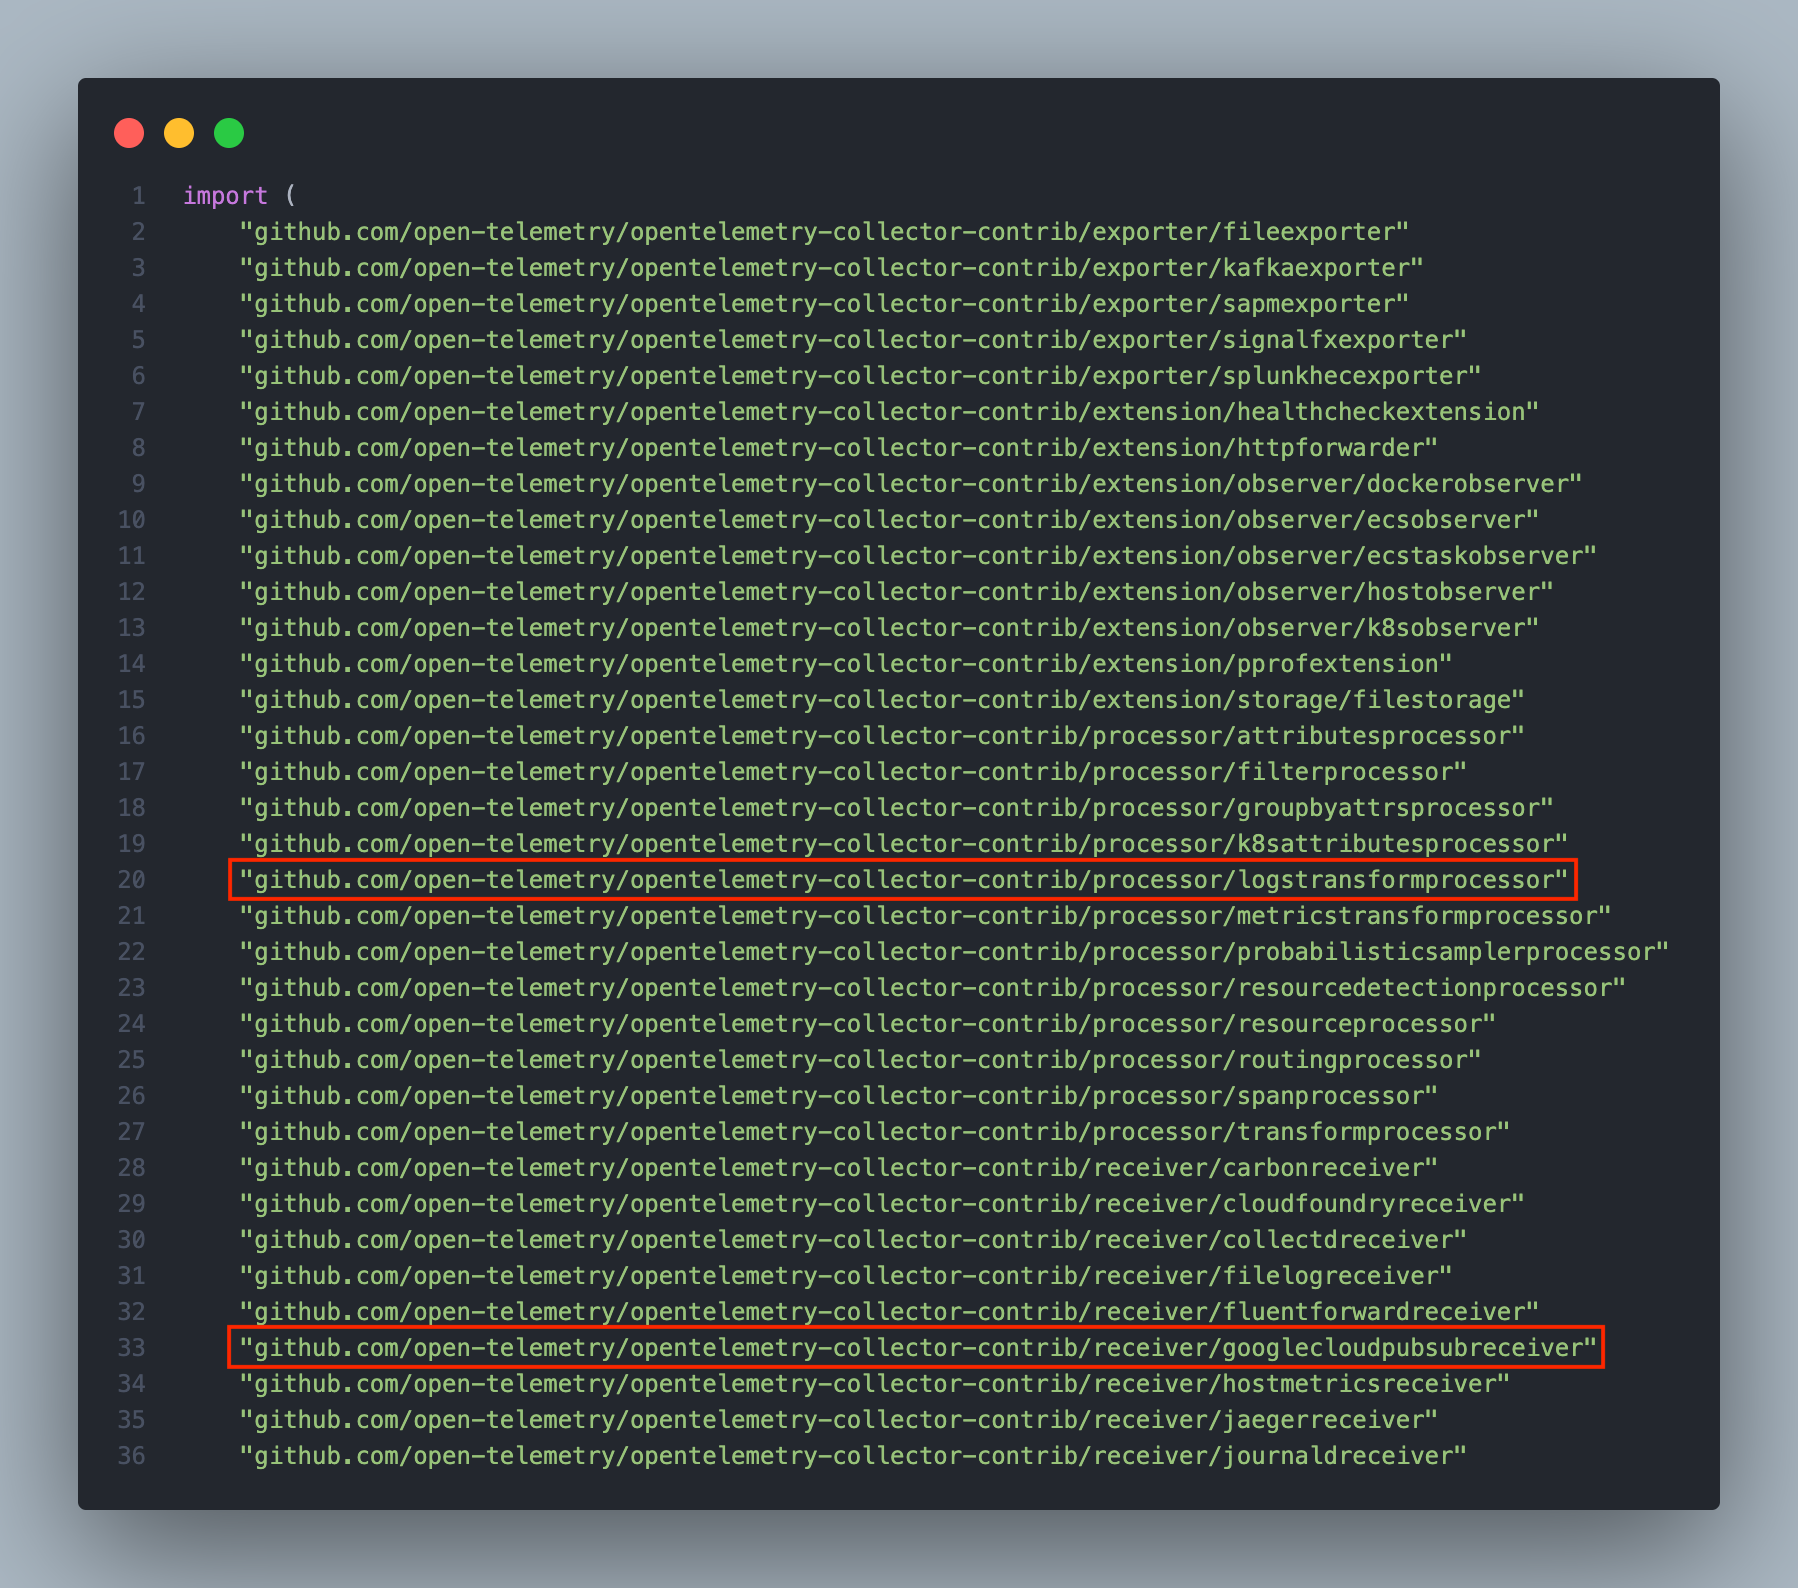 1 import (
2 "github.com/open-telemetry/opentelemetry-collector-contrib/exporter/fileexporter"
3 "github.com/open-telemetry/opentelemetry-collector-contrib/exporter/kafkaexporter"
4 "github.com/open-telemetry/opentelemetry-collector-contrib/exporter/sapmexporter"
5 "github.com/open-telemetry/opentelemetry-collector-contrib/exporter/signalfxexporter"
6 "github.com/open-telemetry/opentelemetry-collector-contrib/exporter/splunkhecexporter"
7 "github.com/open-telemetry/opentelemetry-collector-contrib/extension/healthcheckextension"
8 "github.com/open-telemetry/opentelemetry-collector-contrib/extension/httpforwarder"
9 "github.com/open-telemetry/opentelemetry-collector-contrib/extension/observer/dockerobserver"
10 "github.com/open-telemetry/opentelemetry-collector-contrib/extension/observer/ecsobserver"
11 "github.com/open-telemetry/opentelemetry-collector-contrib/extension/observer/ecstaskobserver"
12 "github.com/open-telemetry/opentelemetry-collector-contrib/extension/observer/hostobserver"
13 "github.com/open-telemetry/opentelemetry-collector-contrib/extension/observer/k8sobserver"
14 "github.com/open-telemetry/opentelemetry-collector-contrib/extension/pprofextension"
15 "github.com/open-telemetry/opentelemetry-collector-contrib/extension/storage/filestorage"
16 "github.com/open-telemetry/opentelemetry-collector-contrib/processor/attributesprocessor"
17 "github.com/open-telemetry/opentelemetry-collector-contrib/processor/filterprocessor"
18 "github.com/open-telemetry/opentelemetry-collector-contrib/processor/groupbyattrsprocessor"
19 "github.com/open-telemetry/opentelemetry-collector-contrib/processor/k8sattributesprocessor"
20 "github.com/open-telemetry/opentelemetry-collector-contrib/processor/logstransformprocessor"
21 "github.com/open-telemetry/opentelemetry-collector-contrib/processor/metricstransformprocessor"
22 "github.com/open-telemetry/opentelemetry-collector-contrib/processor/probabilisticsamplerprocessor"
23 "github.com/open-telemetry/opentelemetry-collector-contrib/processor/resourcedetectionprocessor"
24 "github.com/open-telemetry/opentelemetry-collector-contrib/processor/resourceprocessor"
25 "github.com/open-telemetry/opentelemetry-collector-contrib/processor/routingprocessor"
26 "github.com/open-telemetry/opentelemetry-collector-contrib/processor/spanprocessor"
27 "github.com/open-telemetry/opentelemetry-collector-contrib/processor/transformprocessor"
28 "github.com/open-telemetry/opentelemetry-collector-contrib/receiver/carbonreceiver"
29 "github.com/open-telemetry/opentelemetry-collector-contrib/receiver/cloudfoundryreceiver"
30 "github.com/open-telemetry/opentelemetry-collector-contrib/receiver/collectdreceiver"
31 "github.com/open-telemetry/opentelemetry-collector-contrib/receiver/filelogreceiver"
32 "github.com/open-telemetry/opentelemetry-collector-contrib/receiver/fluentforwardreceiver"
33 "github.com/open-telemetry/opentelemetry-collector-contrib/receiver/googlecloudpubsubreceiver"
34 "github.com/open-telemetry/opentelemetry-collector-contrib/receiver/hostmetricsreceiver"
35 "github.com/open-telemetry/opentelemetry-collector-contrib/receiver/jaegerreceiver"
36 "github.com/open-telemetry/opentelemetry-collector-contrib/receiver/journaldreceiver"